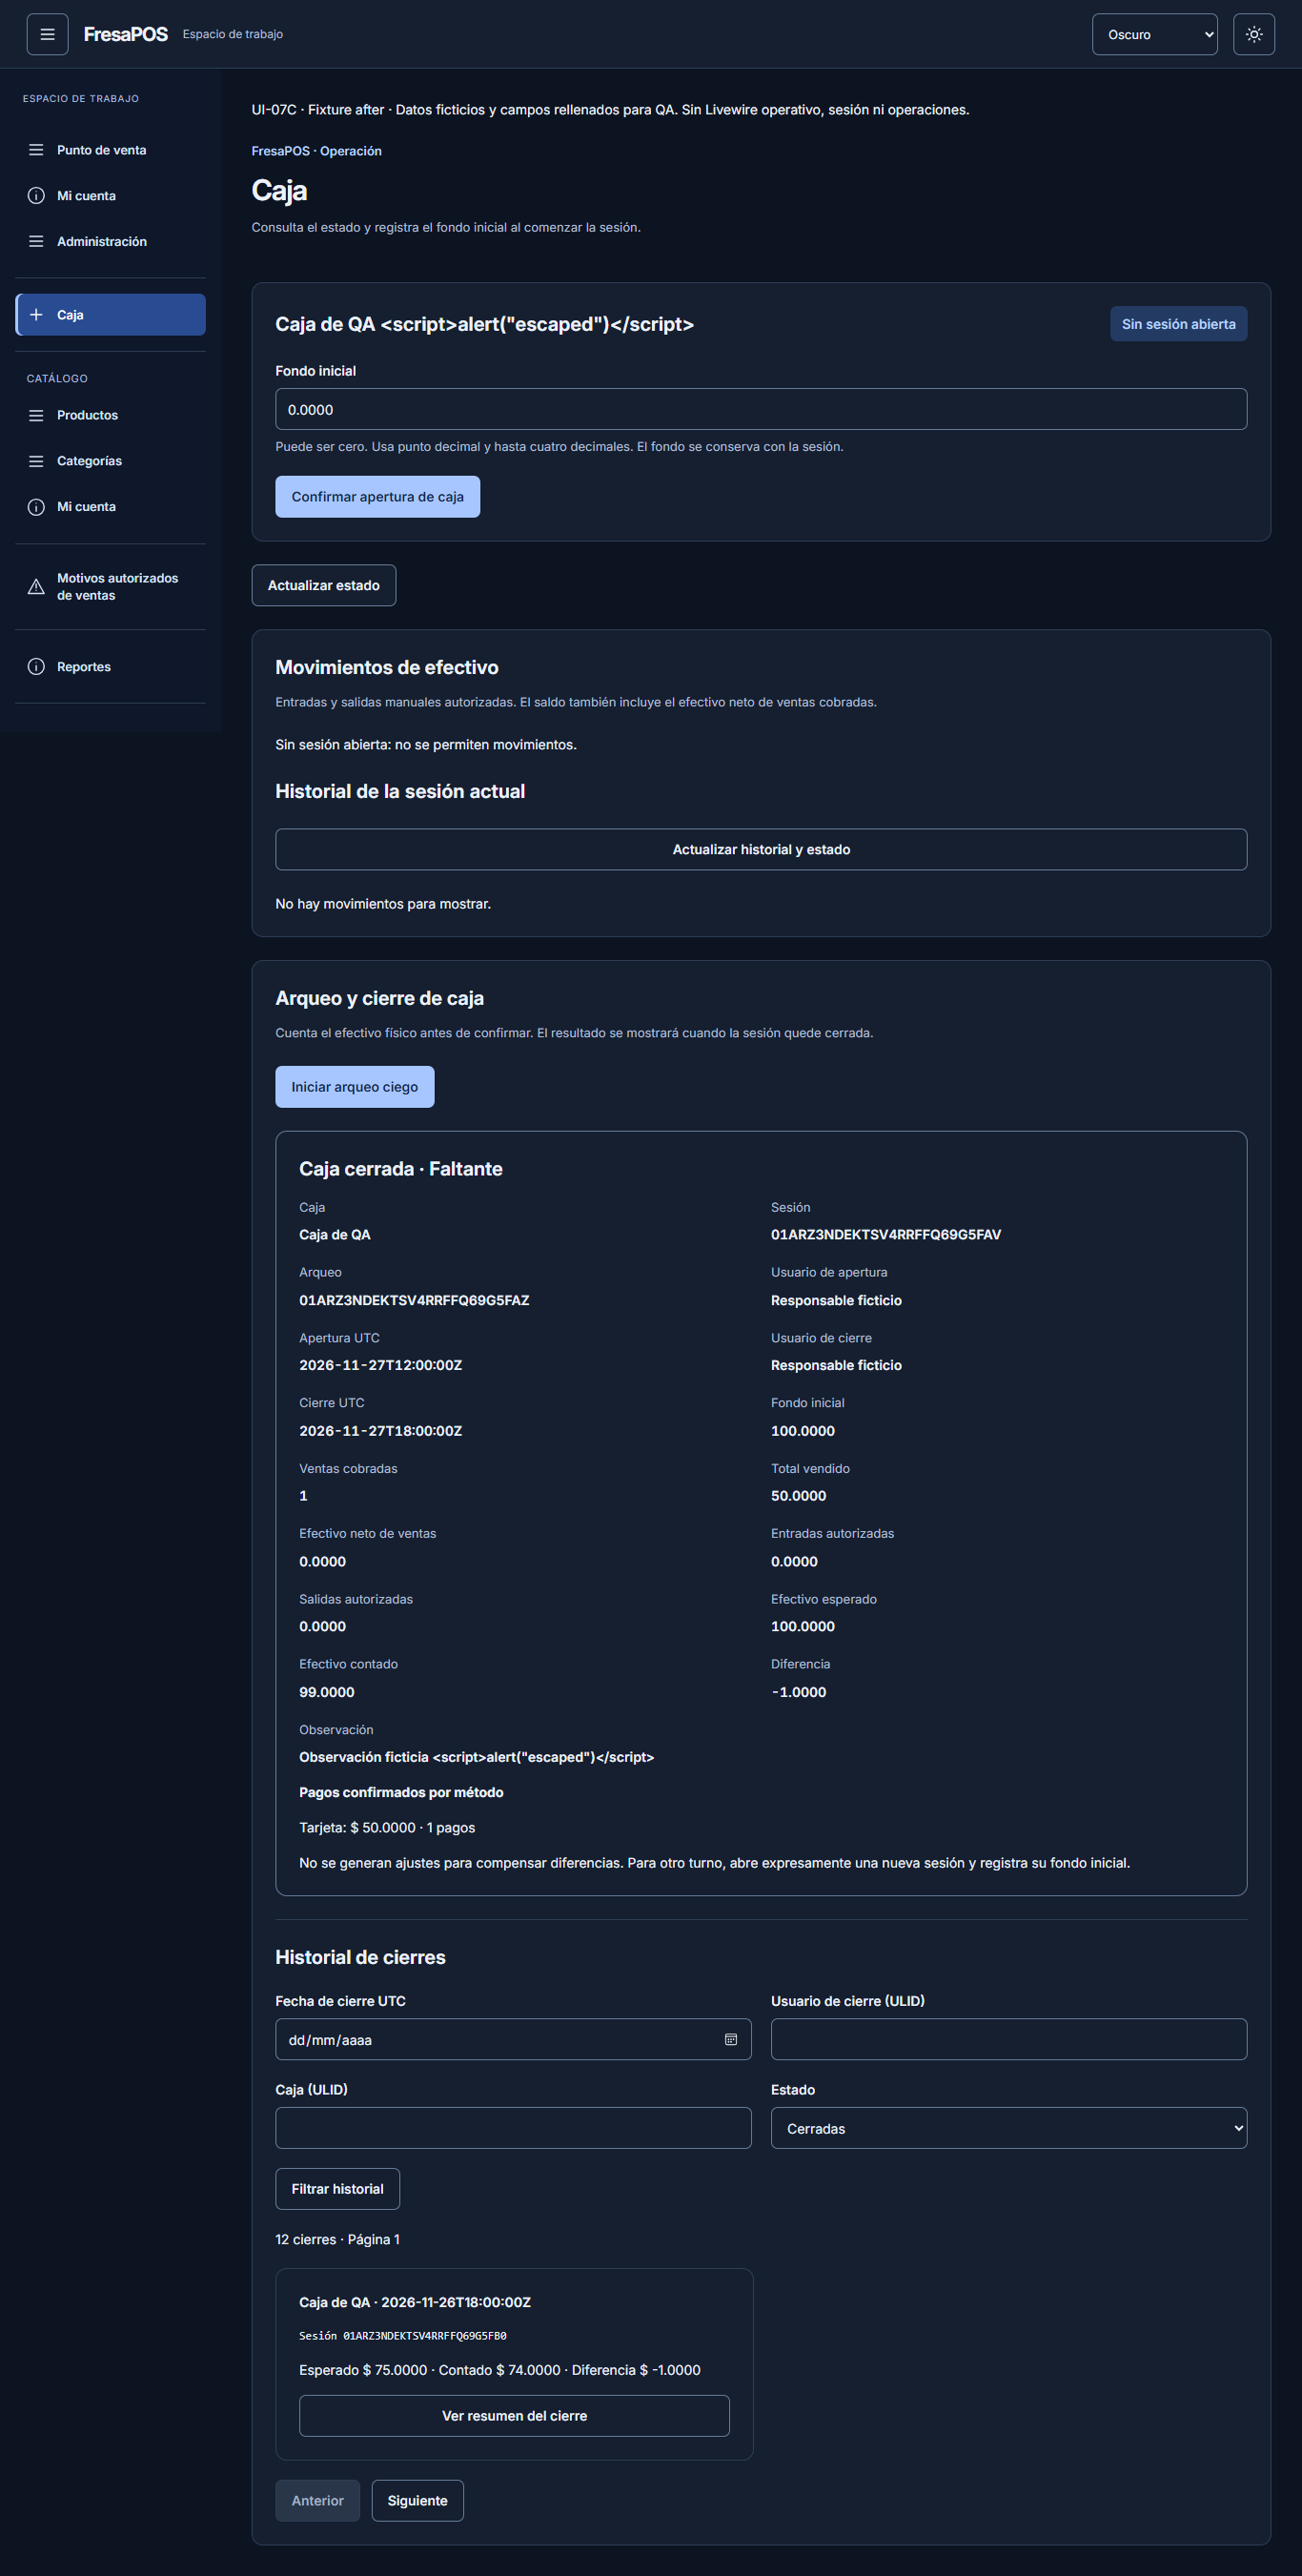 FresaPOS
Espacio de trabajo
Oscuro
ESPACIO DE TRABAJO
Punto de venta
Mi cuenta
Administración
Caja
CATÁLOGO
Productos
Categorías
Mi cuenta
Motivos autorizados
de ventas
Reportes
UI-07C · Fixture after · Datos ficticios y campos rellenados para QA. Sin Livewire operativo, sesión ni operaciones.
FresaPOS · Operación
Caja
Consulta el estado y registra el fondo inicial al comenzar la sesión.
Caja de QA <script>alert("escaped")</script>
Sin sesión abierta
Fondo inicial
0.0000
Puede ser cero. Usa punto decimal y hasta cuatro decimales. El fondo se conserva con la sesión.
Confirmar apertura de caja
Actualizar estado
Movimientos de efectivo
Entradas y salidas manuales autorizadas. El saldo también incluye el efectivo neto de ventas cobradas.
Sin sesión abierta: no se permiten movimientos.
Historial de la sesión actual
Actualizar historial y estado
No hay movimientos para mostrar.
Arqueo y cierre de caja
Cuenta el efectivo físico antes de confirmar. El resultado se mostrará cuando la sesión quede cerrada.
Iniciar arqueo ciego
Caja cerrada · Faltante
Caja
Caja de QA
Sesión
01ARZ3NDEKTSV4RRFFQ69G5FAV
Arqueo
01ARZ3NDEKTSV4RRFFQ69G5FAZ
Usuario de apertura
Responsable ficticio
Apertura UTC
2026-11-27T12:00:00Z
Usuario de cierre
Responsable ficticio
Cierre UTC
2026-11-27T18:00:00Z
Fondo inicial
100.0000
Ventas cobradas
1
Total vendido
50.0000
Efectivo neto de ventas
0.0000
Entradas autorizadas
0.0000
Salidas autorizadas
0.0000
Efectivo esperado
100.0000
Efectivo contado
99.0000
Diferencia
-1.0000
Observación
Observación ficticia <script>alert("escaped")</script>
Pagos confirmados por método
Tarjeta: $ 50.0000 · 1 pagos
No se generan ajustes para compensar diferencias. Para otro turno, abre expresamente una nueva sesión y registra su fondo inicial.
Historial de cierres
Fecha de cierre UTC
dd/mm/aaaa
Usuario de cierre (ULID)
Caja (ULID)
Estado
Cerradas
Filtrar historial
12 cierres · Página 1
Caja de QA · 2026-11-26T18:00:00Z
Sesión 01ARZ3NDEKTSV4RRFFQ69G5FB0
Esperado $ 75.0000 · Contado $ 74.0000 · Diferencia $ -1.0000
Ver resumen del cierre
Anterior
Siguiente